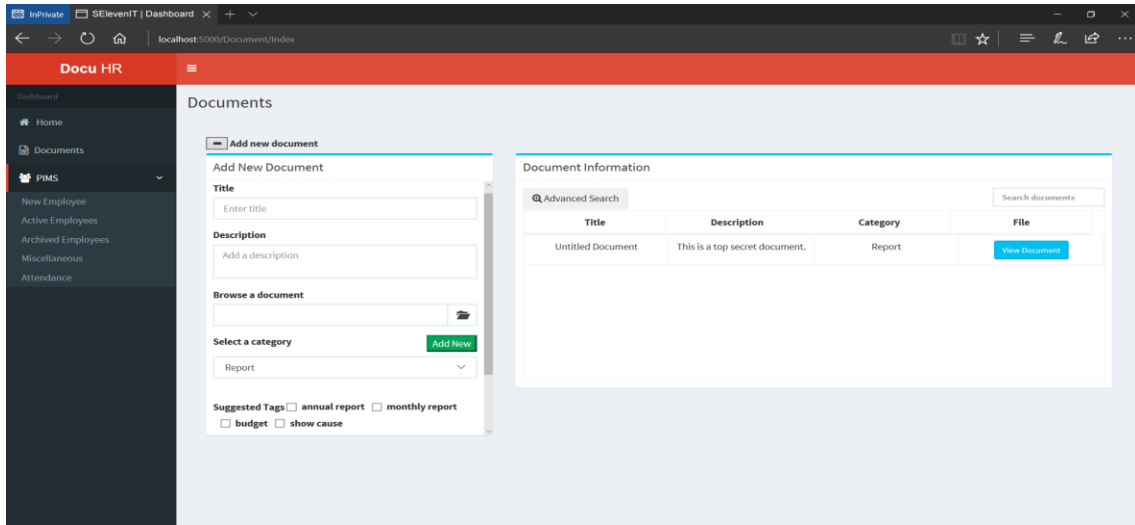 InPrivate SElevenIT | Dashboard
localhost:5000/Document/Index
Docu HR
Dashboard
Home
Documents
PIMS
New Employee
Active Employees
Archived Employees
Miscellaneous
Attendance
Documents
Add new document
Add New Document
Title
Enter title
Description
Add a description
Browse a document
Select a category Add New
Report
Suggested Tags annual report monthly report
budget show cause
Document Information
Advanced Search Search documents
Title Description Category File
Untitled Document This is a top secret document. Report View Document